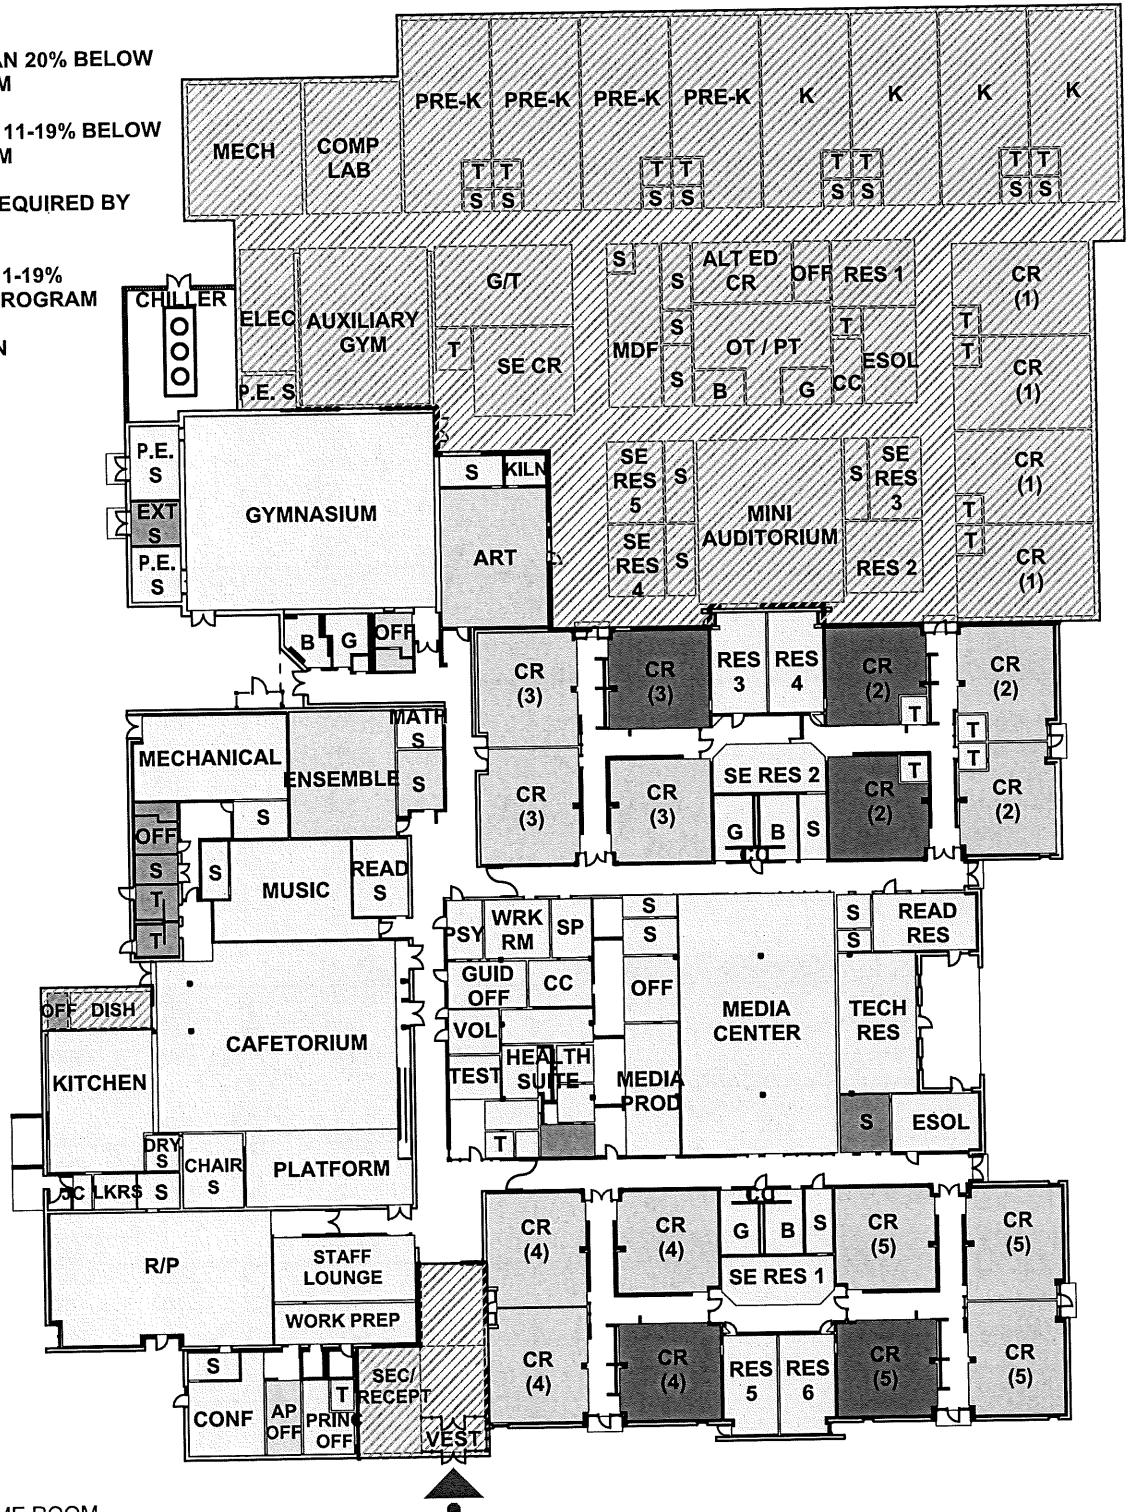 AN 20% BELOW
M
11-19% BELOW
M
EQUIRED BY
1-19%
ROGRAM
N
PRE-K PRE-K PRE-K PRE-K K K K K
MECH
COMP
LAB
T T T T T T T T
S S S S S S S S
CHILLER
ELEC
AUXILIARY
GYM
P.E. S
G/T
T
SE CR
S
MDF
S
S
S
ALT ED
CR
OFF
RES 1
OT / PT
T
ESOL
B
G
CC
CR
(1)
T
T
CR
(1)
CR
(1)
T
T
CR
(1)
P.E.
S
EXT
S
P.E.
S
GYMNASIUM
S
KILN
ART
SE
RES
5
S
SE
RES
4
S
MINI
AUDITORIUM
S
SE
RES
3
RES 2
B
G
OFF
CR
(3)
CR
(3)
RES
3
RES
4
CR
(2)
T
CR
(2)
T
MECHANICAL
ENSEMBLE
MATH
S
S
S
CR
(3)
CR
(3)
SE RES 2
G
B
S
CR
(2)
T
T
CR
(2)
OFF
S
T
T
S
MUSIC
READ
S
PSY
WRK
RM
SP
S
S
GUID
OFF
CC
OFF
MEDIA
CENTER
S
S
READ
RES
TECH
RES
OFF
DISH
CAFETORIUM
VOL
KITCHEN
TEST
HEALTH
SUITE
MEDIA
PROD
T
S
ESOL
DRY
S
CHAIR
S
PLATFORM
JC
LKRS
S
R/P
STAFF
LOUNGE
WORK PREP
CR
(4)
CR
(4)
G
B
S
CR
(5)
CR
(5)
SE RES 1
S
CONF
AP
OFF
T
PRINC
OFF
SEC/
RECEPT
VEST
CR
(4)
CR
(4)
RES
5
RES
6
CR
(5)
CR
(5)